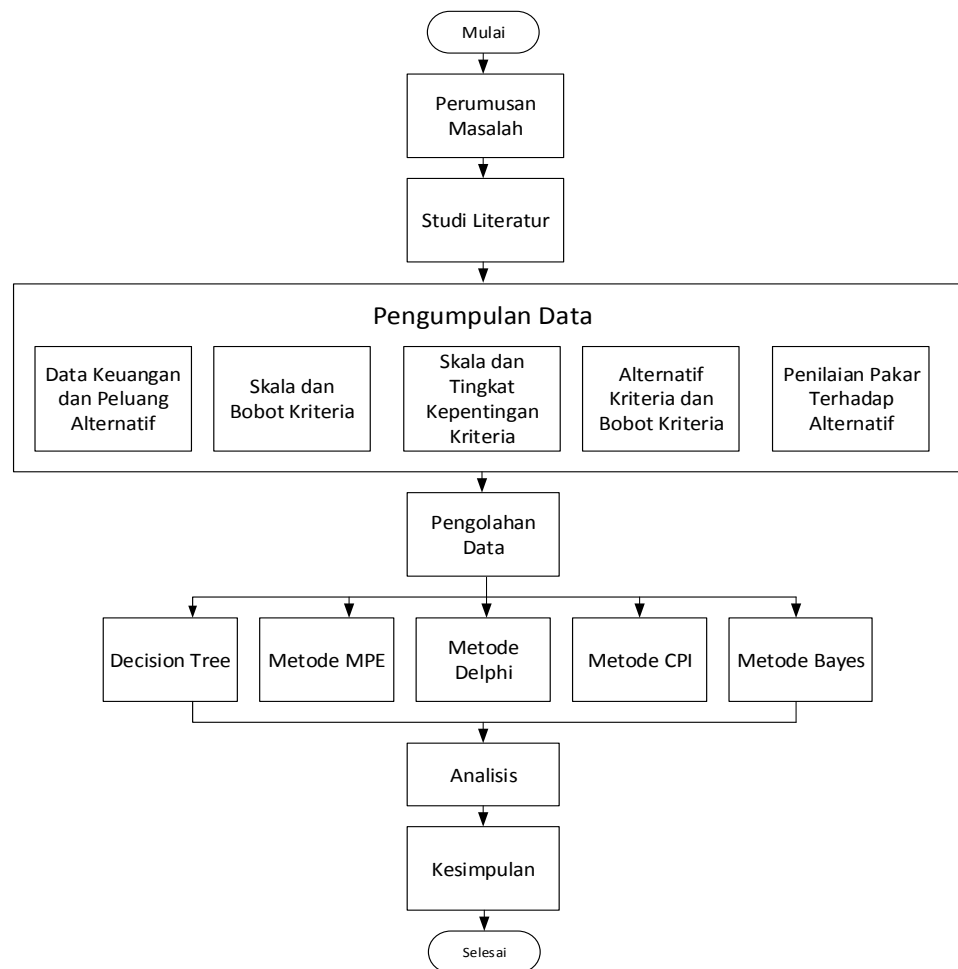 Mulai
Perumusan
Masalah
Studi Literatur
Pengumpulan Data
Data Keuangan
dan Peluang
Alternatif
Skala dan
Bobot Kriteria
Skala dan
Tingkat
Kepentingan
Kriteria
Alternatif
Kriteria dan
Bobot Kriteria
Penilaian Pakar
Terhadap
Alternatif
Pengolahan
Data
Decision Tree
Metode MPE
Metode
Delphi
Metode CPI
Metode Bayes
Analisis
Kesimpulan
Selesai